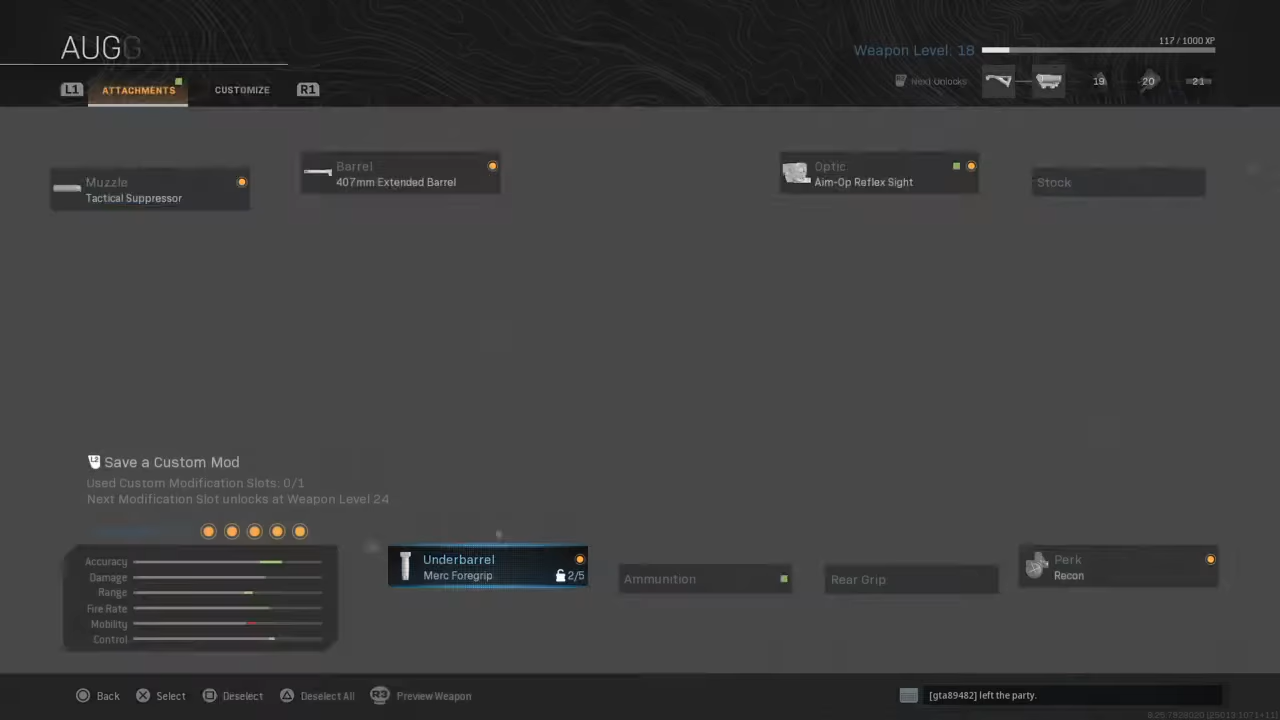 AUGG
Weapon Level: 18
117 / 1000 XP
L1
ATTACHMENTS
CUSTOMIZE
R1
Next Unlocks
19
20
21
Muzzle
Tactical Suppressor
Barrel
407mm Extended Barrel
Optic
Aim-Op Reflex Sight
Stock
L2 Save a Custom Mod
Used Custom Modification Slots: 0/1
Next Modification Slot unlocks at Weapon Level 24
Accuracy
Damage
Range
Fire Rate
Mobility
Control
Underbarrel
Merc Foregrip
2/5
Ammunition
Rear Grip
Perk
Recon
Back
Select
Deselect
Deselect All
R3 Preview Weapon
[gta89482] left the party.